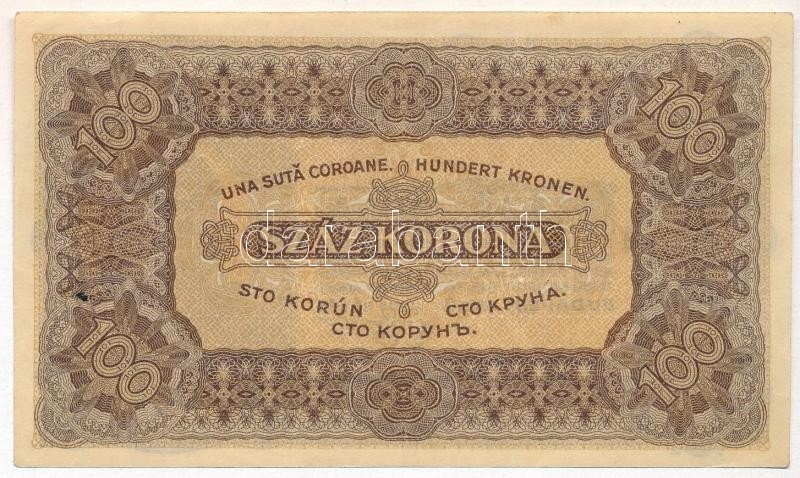 100 100
UNA SUTĂ COROANE. HUNDERT KRONEN.
SZÁZ KORONA
STO KORÚN СТО КРУНА.
СТО КОРУНЪ.
100 100